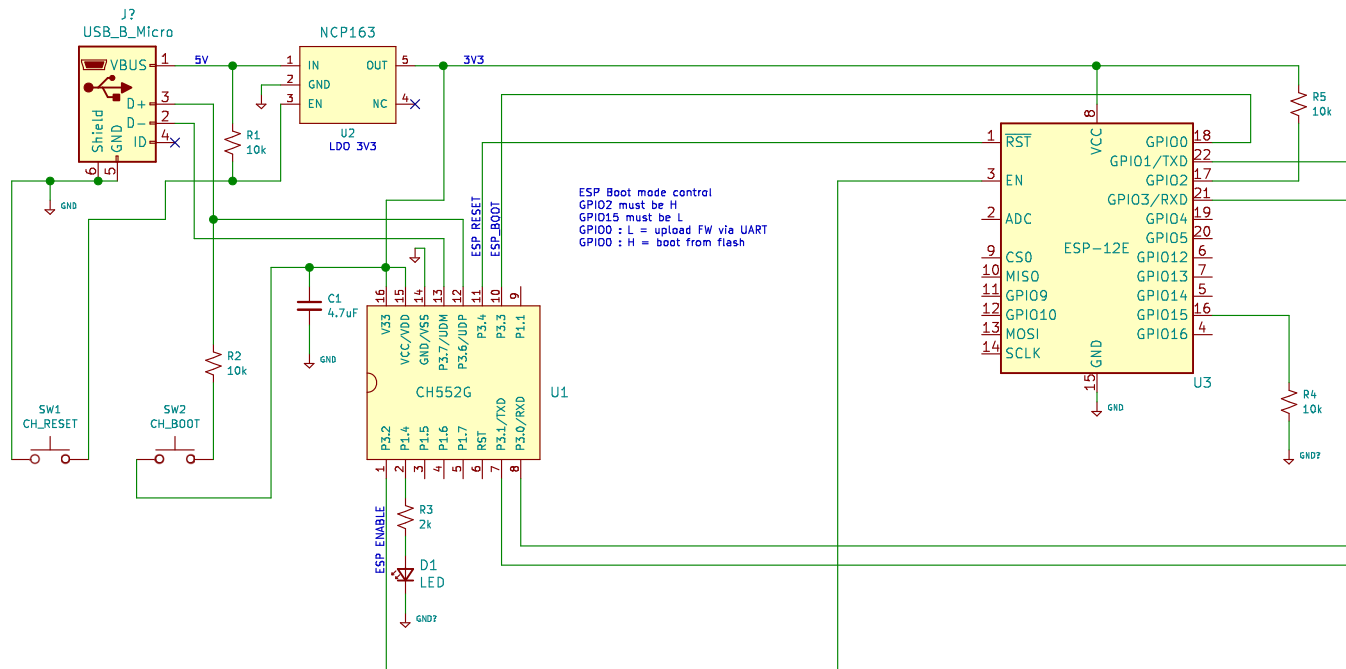 J?
USB_B_Micro
VBUS 1
D+ 3
D- 2
ID 4
Shield
GND
6
5
GND
5V
R1
10k
NCP163
1 IN
2 GND
3 EN
OUT 5
NC 4
U2
LDO 3V3
3V3
ESP Boot mode control
GPIO2 must be H
GPIO15 must be L
GPIO0 : L = upload FW via UART
GPIO0 : H = boot from flash
ESP_RESET
ESP_BOOT
C1
4.7uF
GND
R2
10k
SW1
CH_RESET
SW2
CH_BOOT
16 V33
15 VCC/VDD
14 GND/VSS
13 P3.7/UDM
12 P3.6/UDP
11 P3.4
10 P3.3
9 P1.1
CH552G
U1
P3.2 1
P1.4 2
P1.5 3
P1.6 4
P1.7 5
RST 6
P3.1/TXD 7
P3.0/RXD 8
ESP_ENABLE
R3
2k
D1
LED
GND?
8
VCC
1 RST
3 EN
2 ADC
9 CS0
10 MISO
11 GPIO9
12 GPIO10
13 MOSI
14 SCLK
ESP-12E
GPIO0 18
GPIO1/TXD 22
GPIO2 17
GPIO3/RXD 21
GPIO4 19
GPIO5 20
GPIO12 6
GPIO13 7
GPIO14 5
GPIO15 16
GPIO16 4
GND
15
U3
GND
R5
10k
R4
10k
GND?